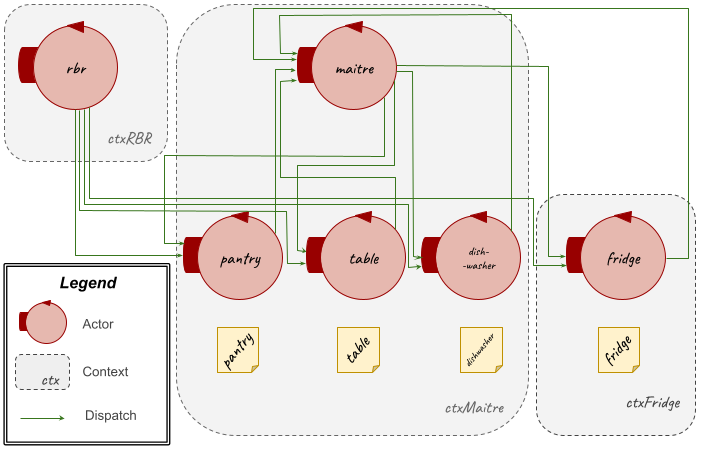 rbr
maitre
ctxRBR
pantry
table
dish-
-washer
fridge
Legend
Actor
ctx
Context
Dispatch
pantry
table
dishwasher
fridge
ctxMaitre
ctxFridge